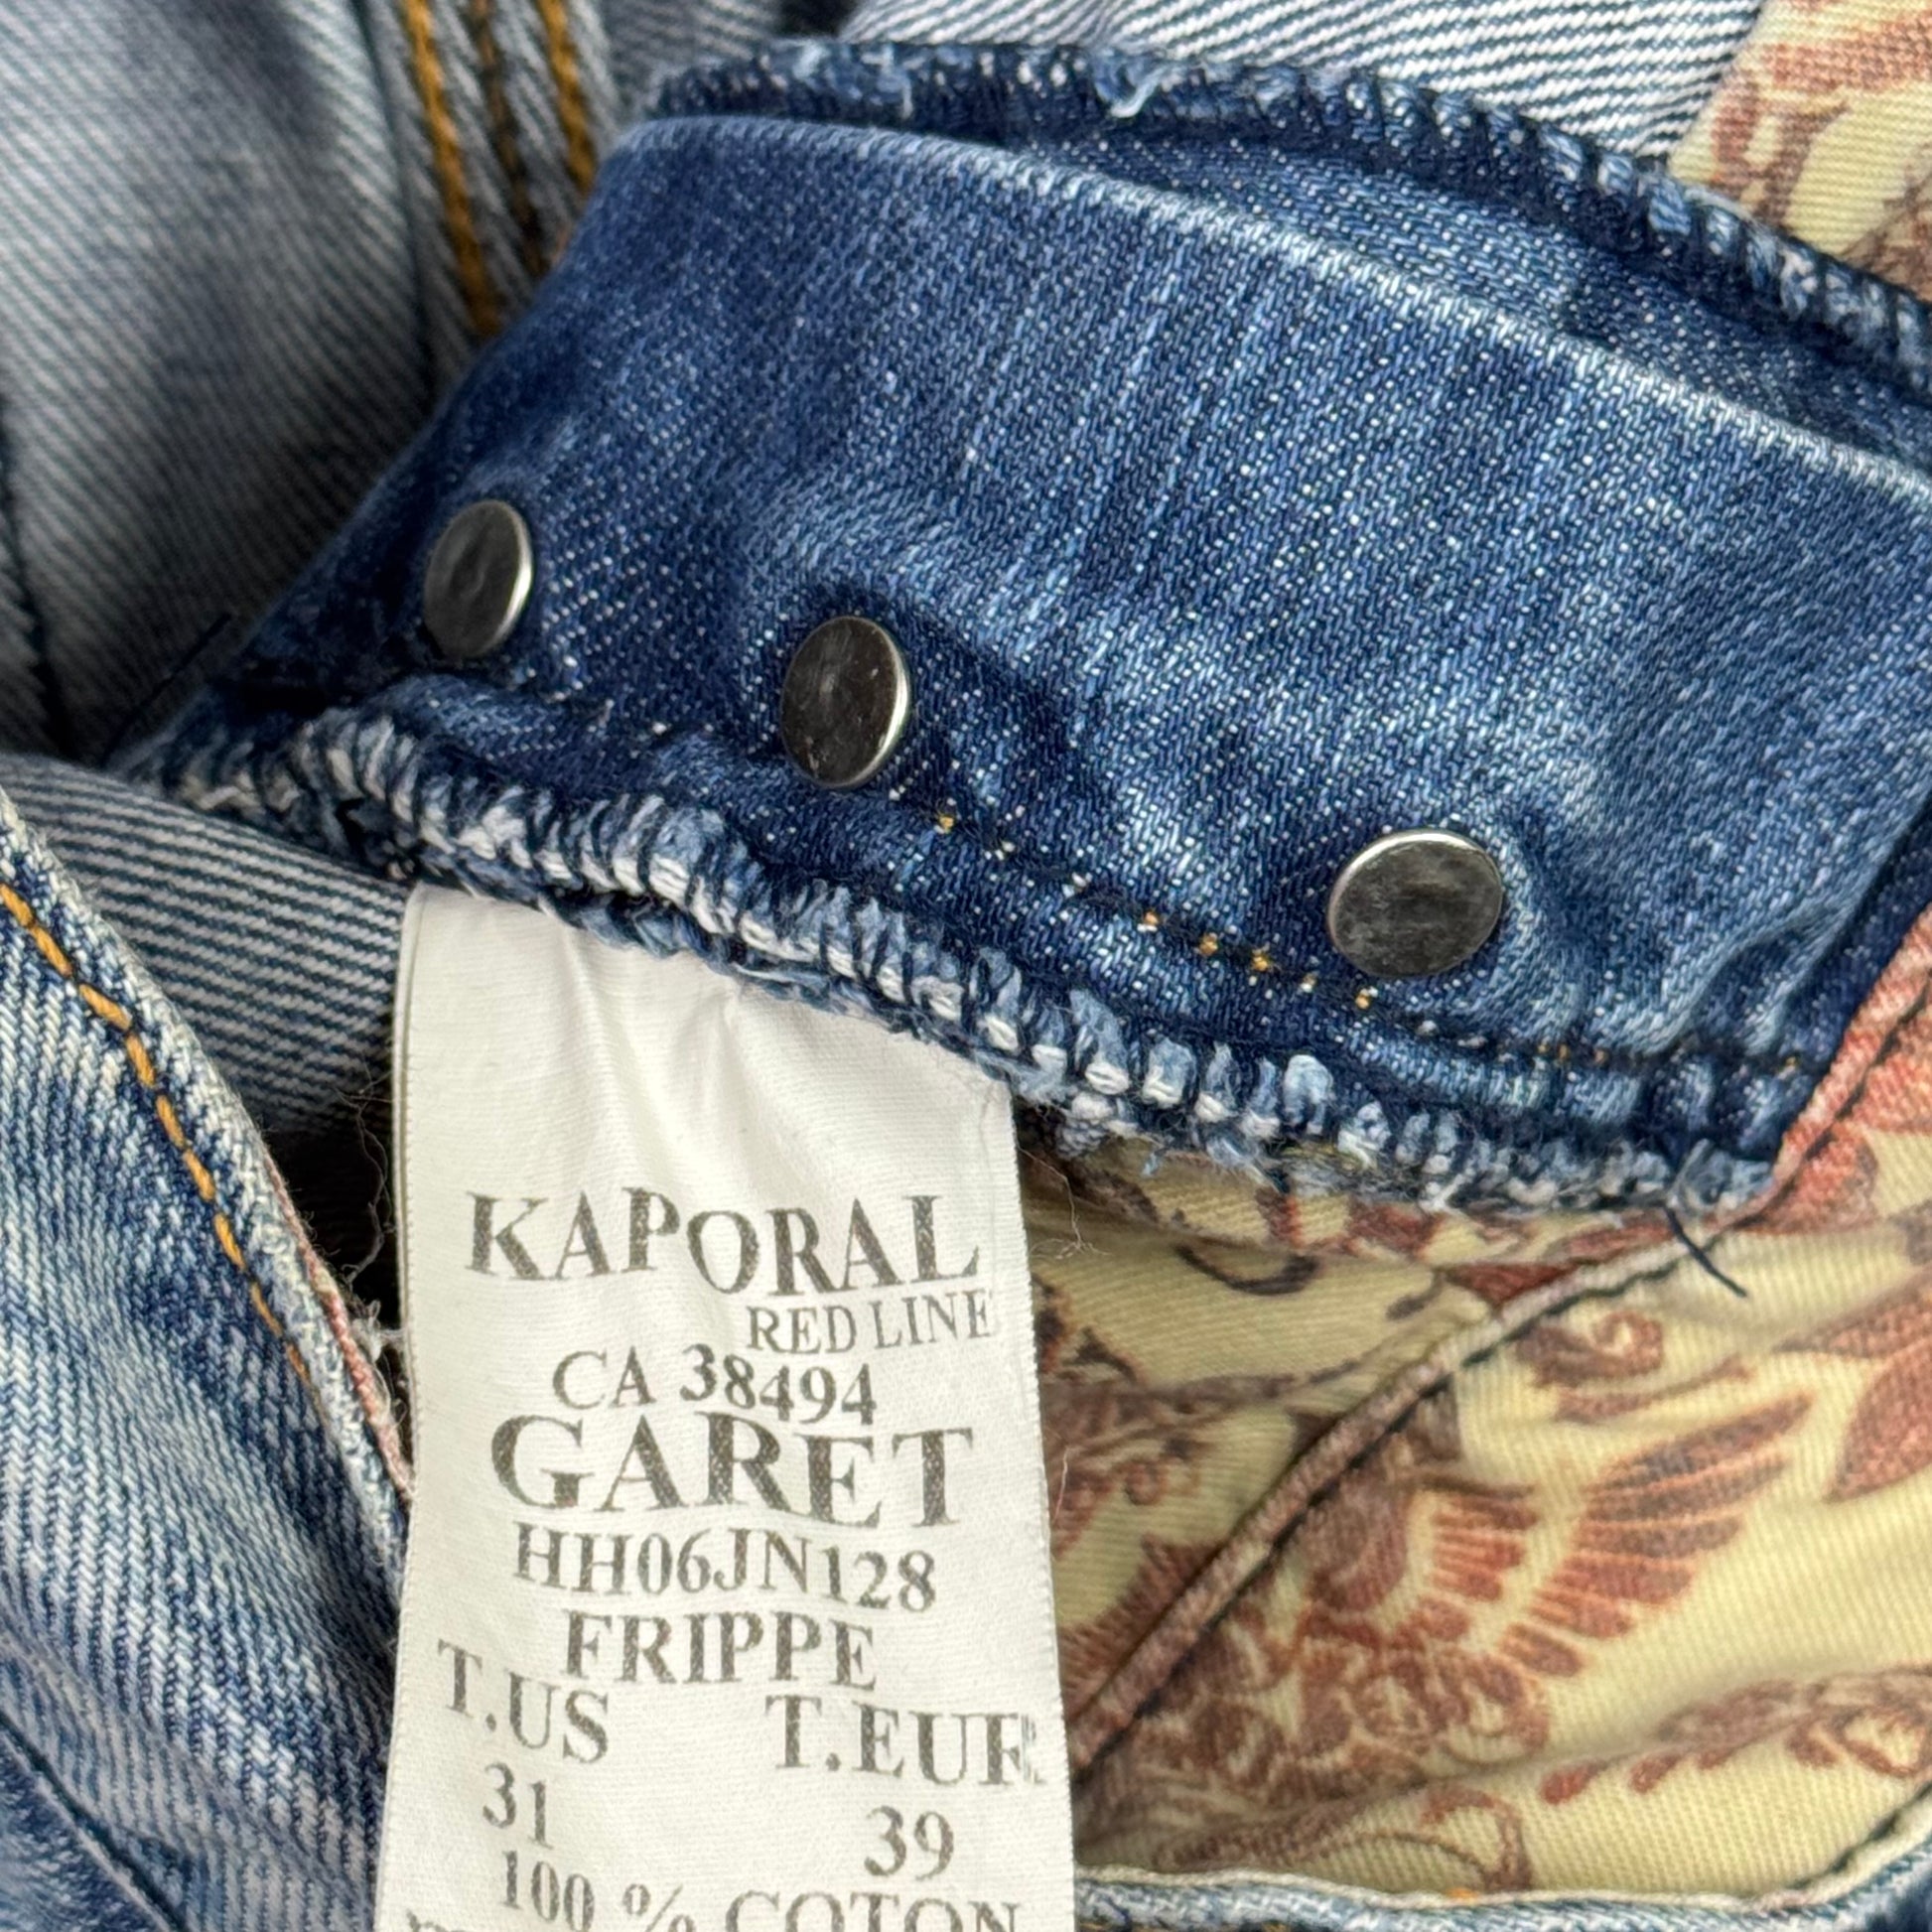 KAPORAL
RED LINE
CA 38494
GARET
HH06JN128
FRIPPE
T.US T.EUR
31 39
100 % COTON